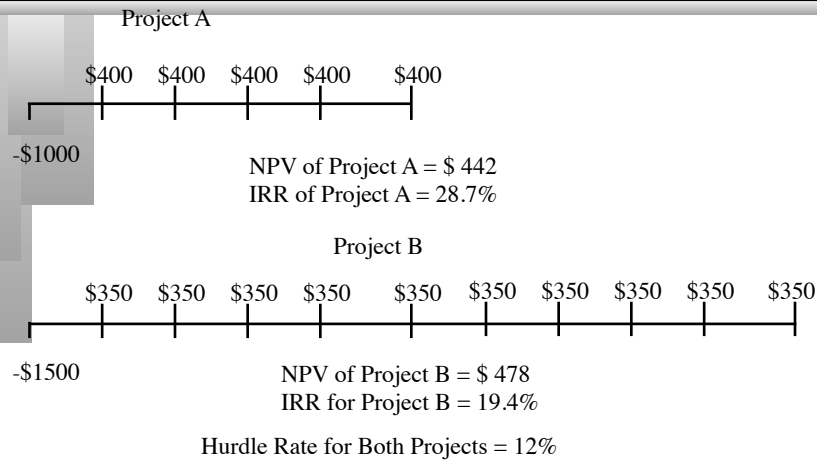 Project A
$400 $400 $400 $400 $400
-$1000
NPV of Project A = $ 442
IRR of Project A = 28.7%
Project B
$350 $350 $350 $350 $350 $350 $350 $350 $350 $350
-$1500
NPV of Project B = $ 478
IRR for Project B = 19.4%
Hurdle Rate for Both Projects = 12%